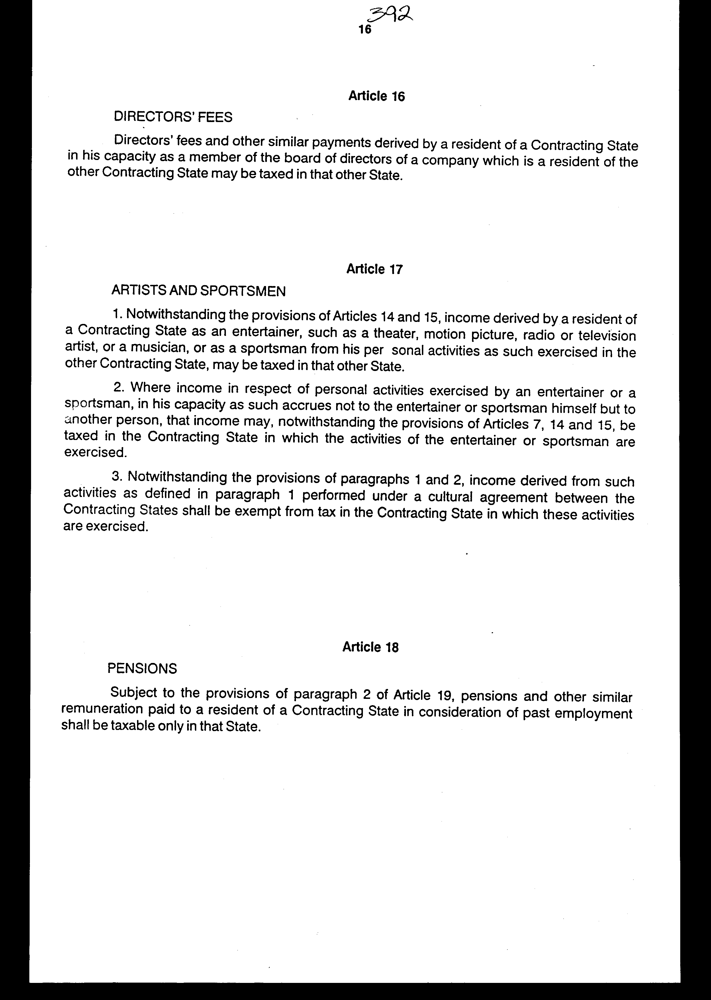 392
16
Article 16
DIRECTORS' FEES
Directors' fees and other similar payments derived by a resident of a Contracting State
in his capacity as a member of the board of directors of a company which is a resident of the
other Contracting State may be taxed in that other State.
Article 17
ARTISTS AND SPORTSMEN
1. Notwithstanding the provisions of Articles 14 and 15, income derived by a resident of
a Contracting State as an entertainer, such as a theater, motion picture, radio or television
artist, or a musician, or as a sportsman from his per sonal activities as such exercised in the
other Contracting State, may be taxed in that other State.
2. Where income in respect of personal activities exercised by an entertainer or a
sportsman, in his capacity as such accrues not to the entertainer or sportsman himself but to
another person, that income may, notwithstanding the provisions of Articles 7, 14 and 15, be
taxed in the Contracting State in which the activities of the entertainer or sportsman are
exercised.
3. Notwithstanding the provisions of paragraphs 1 and 2, income derived from such
activities as defined in paragraph 1 performed under a cultural agreement between the
Contracting States shall be exempt from tax in the Contracting State in which these activities
are exercised.
Article 18
PENSIONS
Subject to the provisions of paragraph 2 of Article 19, pensions and other similar
remuneration paid to a resident of a Contracting State in consideration of past employment
shall be taxable only in that State.